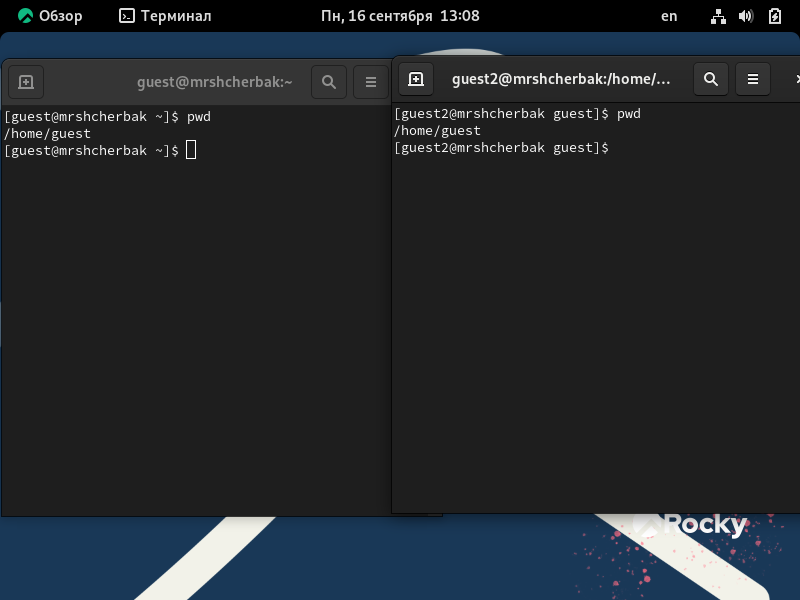 Обзор Терминал Пн, 16 сентября 13:08 en
guest@mrshcherbak:~
[guest@mrshcherbak ~]$ pwd
/home/guest
[guest@mrshcherbak ~]$
guest2@mrshcherbak:/home/...
[guest2@mrshcherbak guest]$ pwd
/home/guest
[guest2@mrshcherbak guest]$
Rocky